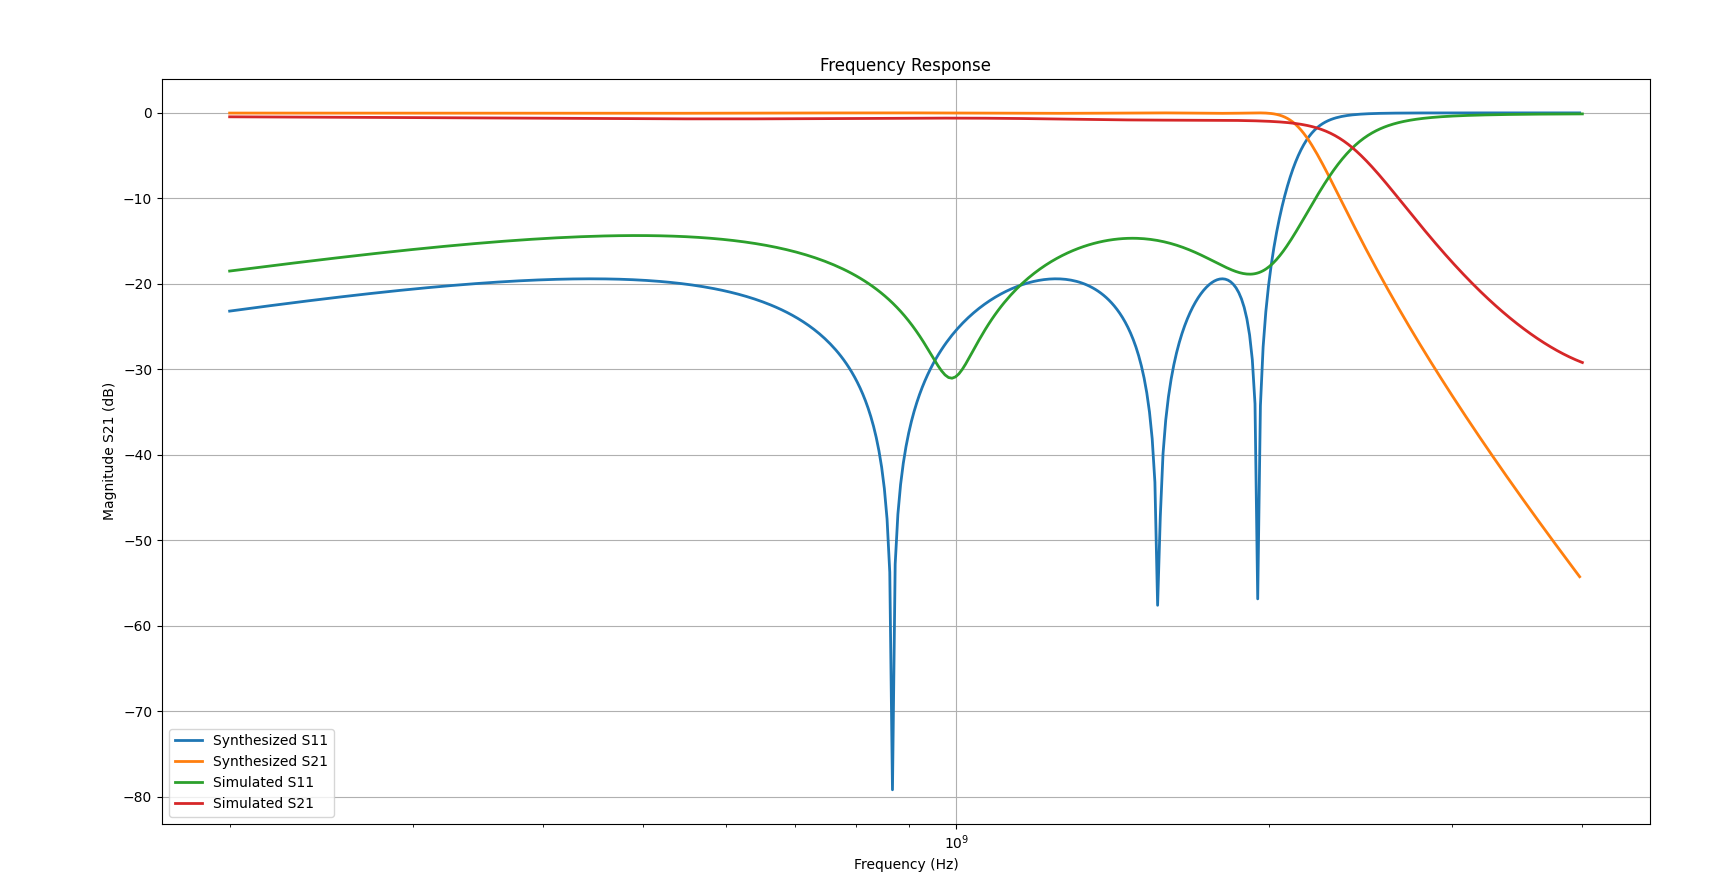 Frequency Response
Magnitude S21 (dB)
0
−10
−20
−30
−40
−50
−60
−70
−80
Synthesized S11
Synthesized S21
Simulated S11
Simulated S21
10⁹
Frequency (Hz)